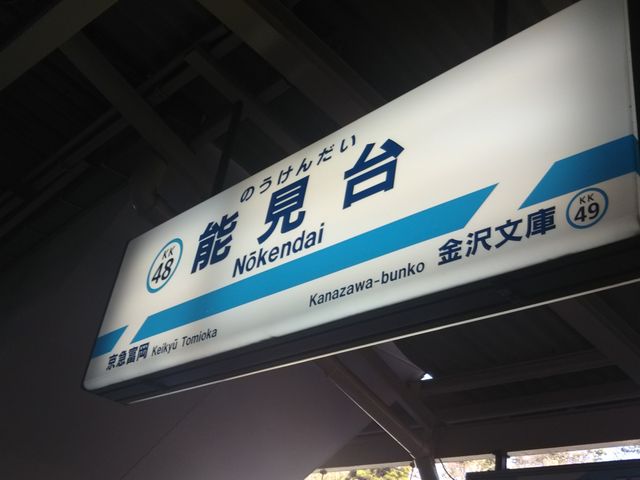 のうけんだい
KK
48
能見台
Nōkendai
京急富岡 Keikyū Tomioka
Kanazawa-bunko 金沢文庫
KK
49